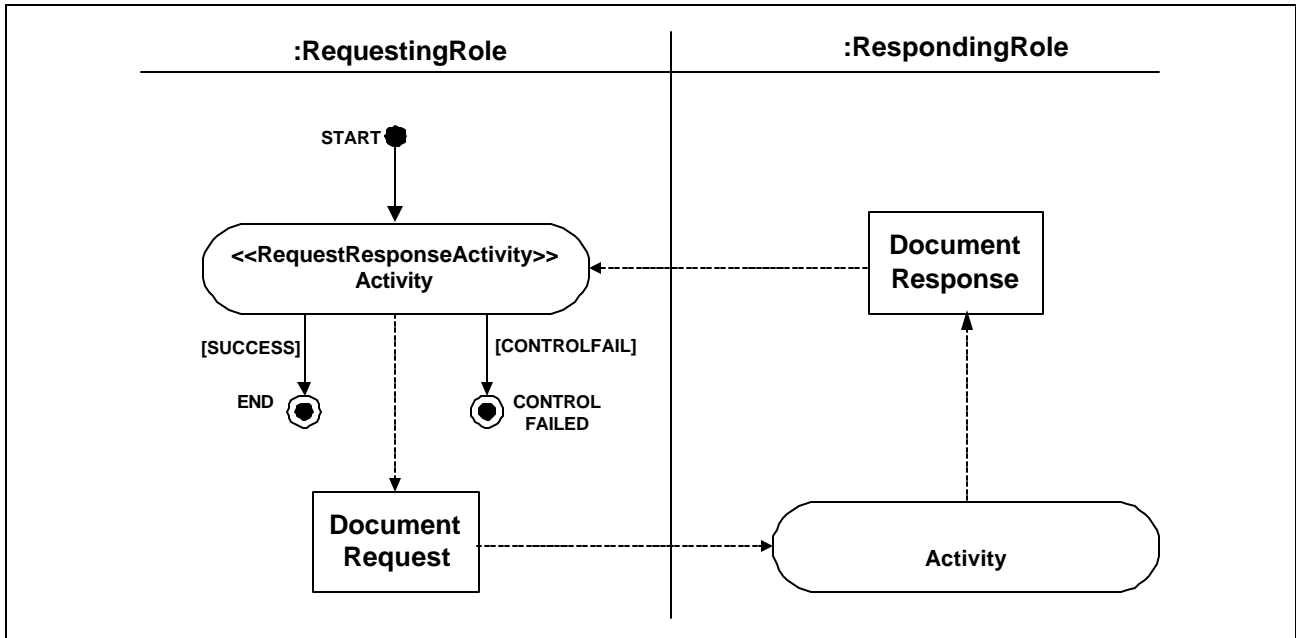 :RequestingRole
:RespondingRole
START
<<RequestResponseActivity>>
Activity
Document
Response
[SUCCESS]
[CONTROLFAIL]
END
CONTROL
FAILED
Document
Request
Activity